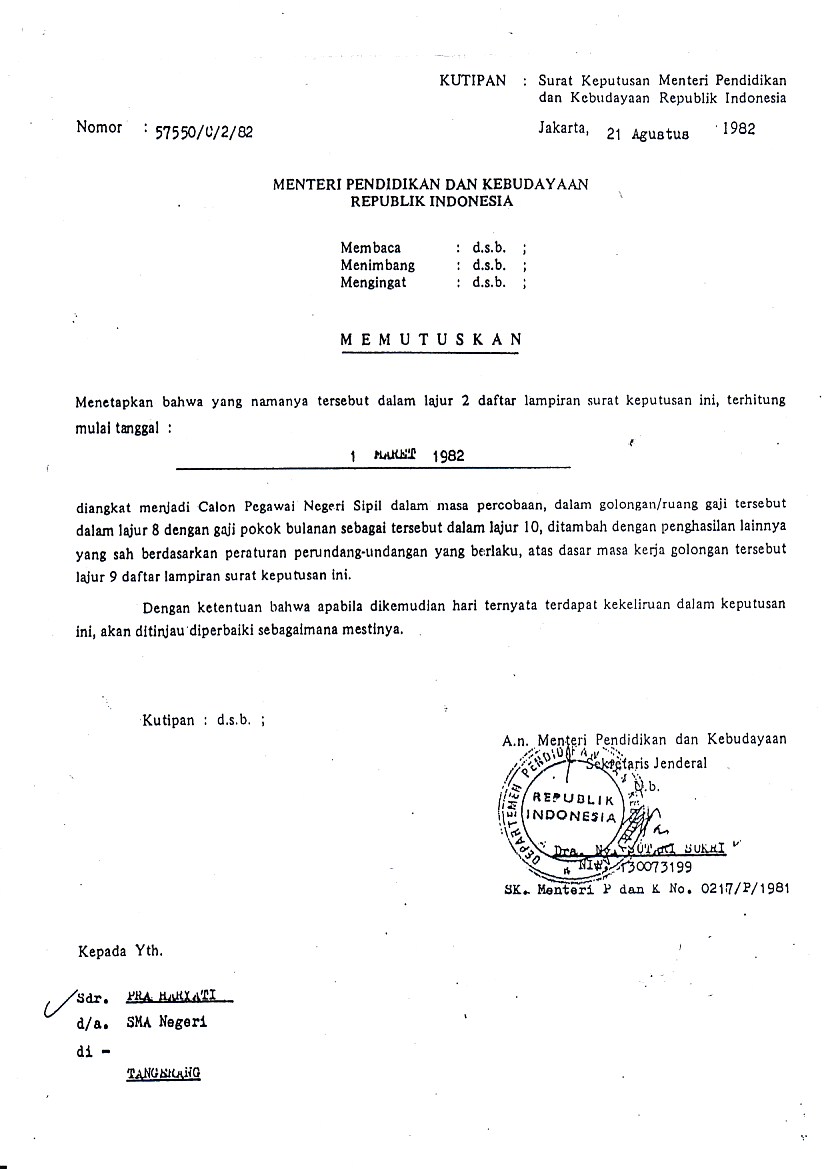 KUTIPAN : Surat Keputusan Menteri Pendidikan
dan Kebudayaan Republik Indonesia
Nomor : 57550/C/2/82
Jakarta, 21 Agustus 1982
MENTERI PENDIDIKAN DAN KEBUDAYAAN
REPUBLIK INDONESIA
Membaca : d.s.b. ;
Menimbang : d.s.b. ;
Mengingat : d.s.b. ;
M E M U T U S K A N
Menetapkan bahwa yang namanya tersebut dalam lajur 2 daftar lampiran surat keputusan ini, terhitung
mulai tanggal :
1 MARET 1982
diangkat menjadi Calon Pegawai Negeri Sipil dalam masa percobaan, dalam golongan/ruang gaji tersebut
dalam lajur 8 dengan gaji pokok bulanan sebagai tersebut dalam lajur 10, ditambah dengan penghasilan lainnya
yang sah berdasarkan peraturan perundang-undangan yang berlaku, atas dasar masa kerja golongan tersebut
lajur 9 daftar lampiran surat keputusan ini.
Dengan ketentuan bahwa apabila dikemudian hari ternyata terdapat kekeliruan dalam keputusan
ini, akan ditinjau diperbaiki sebagaimana mestinya.
Kutipan : d.s.b. ;
A.n. Menteri Pendidikan dan Kebudayaan
Sekretaris Jenderal
u.b.
DEPARTEMEN PENDIDIKAN
REPUBLIK
INDONESIA
Dra. Ny. SUKMI
NIP. 130073199
SK. Menteri P dan K No. 0217/P/1981
Kepada Yth.
Sdr. MARYATI
d/a. SMA Negeri
di -
TANGERANG